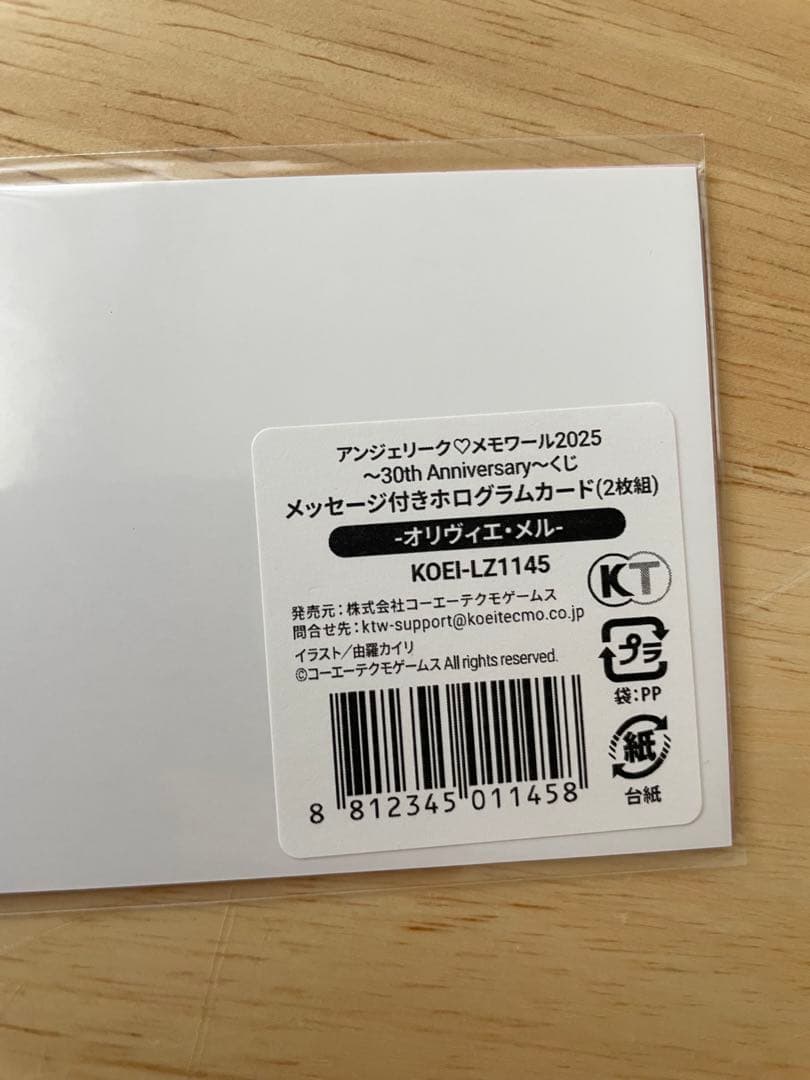 アンジェリーク♡メモワール2025
～30th Anniversary～くじ
メッセージ付きホログラムカード(2枚組)
-オリヴィエ・メル-
KOEI-LZ1145
KT
発売元：株式会社コーエーテクモゲームス
問合せ先：ktw-support@koeitecmo.co.jp
イラスト／由羅カイリ
©コーエーテクモゲームス All rights reserved.
プラ
袋：PP
紙
台紙
8 812345 011458